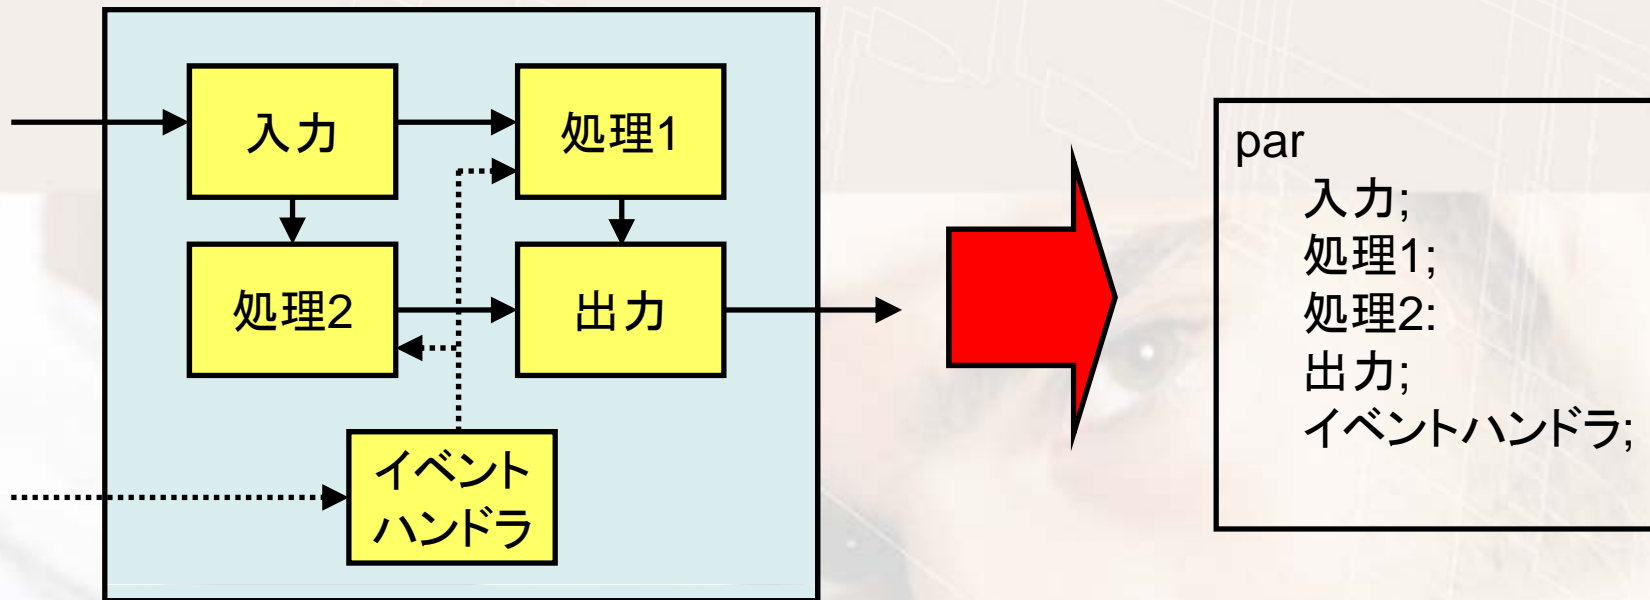 入力
処理1
処理2
出力
イベント
ハンドラ
par
入力;
処理1;
処理2:
出力;
イベントハンドラ;